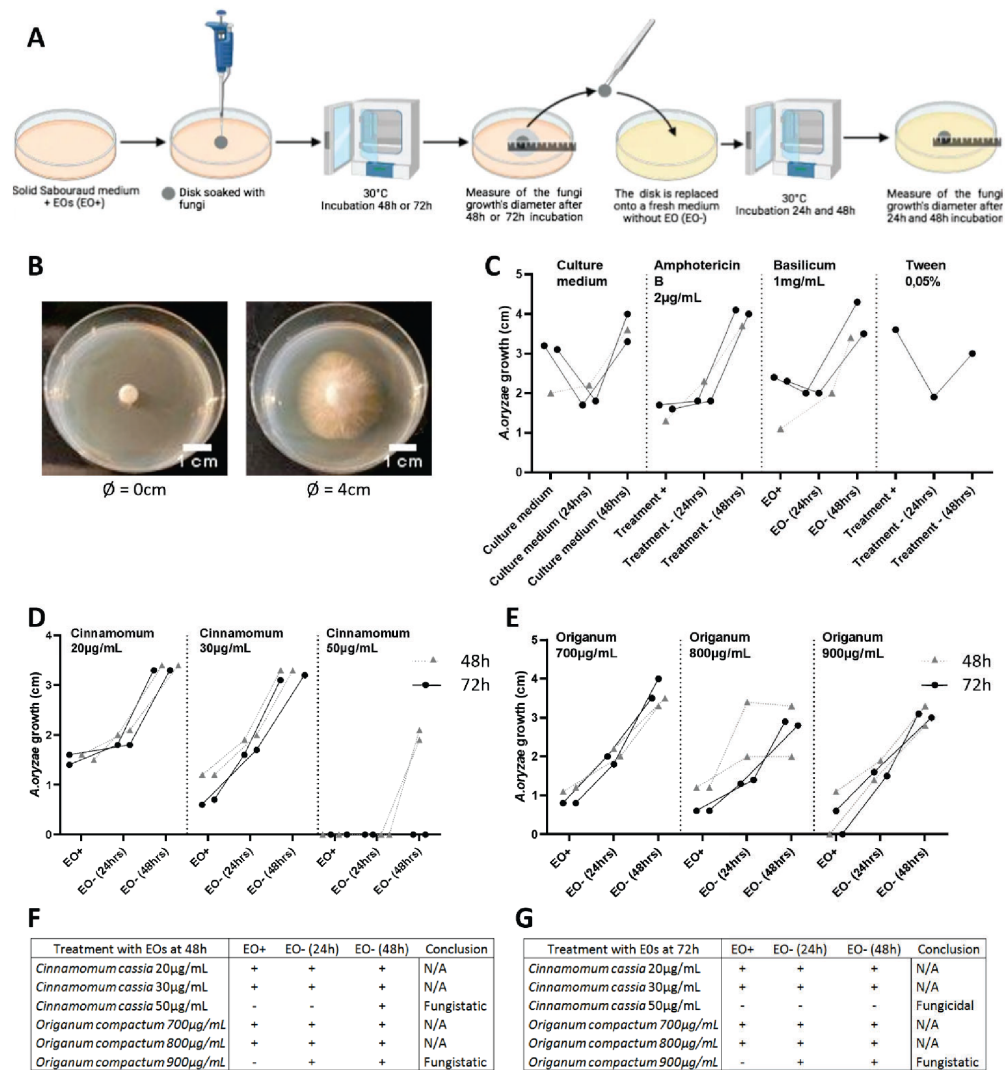 A
Solid Sabouraud medium
+ EOs (EO+)
Disk soaked with
fungi
30°C
Incubation 48h or 72h
Measure of the fungi
growth's diameter after
48h or 72h incubation
The disk is replaced
onto a fresh medium
without EO (EO-)
30°C
Incubation 24h and 48h
Measure of the fungi
growth's diameter after
24h and 48h incubation
B
1 cm
1 cm
Ø = 0cm
Ø = 4cm
C
Culture
medium
Amphotericin
B
2µg/mL
Basilicum
1mg/mL
Tween
0,05%
A.oryzae growth (cm)
5
4
3
2
1
0
Culture medium
Culture medium (24hrs)
Culture medium (48hrs)
Treatment +
Treatment - (24hrs)
Treatment - (48hrs)
EO+
EO- (24hrs)
EO- (48hrs)
Treatment +
Treatment - (24hrs)
Treatment - (48hrs)
D
Cinnamomum
20µg/mL
Cinnamomum
30µg/mL
Cinnamomum
50µg/mL
48h
72h
A.oryzae growth (cm)
4
3
2
1
0
EO+
EO- (24hrs)
EO- (48hrs)
EO+
EO- (24hrs)
EO- (48hrs)
EO+
EO- (24hrs)
EO- (48hrs)
E
Origanum
700µg/mL
Origanum
800µg/mL
Origanum
900µg/mL
48h
72h
A.oryzae growth (cm)
5
4
3
2
1
0
EO+
EO- (24hrs)
EO- (48hrs)
EO+
EO- (24hrs)
EO- (48hrs)
EO+
EO- (24hrs)
EO- (48hrs)
F
Treatment with EOs at 48h EO+ EO- (24h) EO- (48h) Conclusion
Cinnamomum cassia 20µg/mL + + + N/A
Cinnamomum cassia 30µg/mL + + + N/A
Cinnamomum cassia 50µg/mL - - + Fungistatic
Origanum compactum 700µg/mL + + + N/A
Origanum compactum 800µg/mL + + + N/A
Origanum compactum 900µg/mL - + + Fungistatic
G
Treatment with EOs at 72h EO+ EO- (24h) EO- (48h) Conclusion
Cinnamomum cassia 20µg/mL + + + N/A
Cinnamomum cassia 30µg/mL + + + N/A
Cinnamomum cassia 50µg/mL - - - Fungicidal
Origanum compactum 700µg/mL + + + N/A
Origanum compactum 800µg/mL + + + N/A
Origanum compactum 900µg/mL - + + Fungistatic